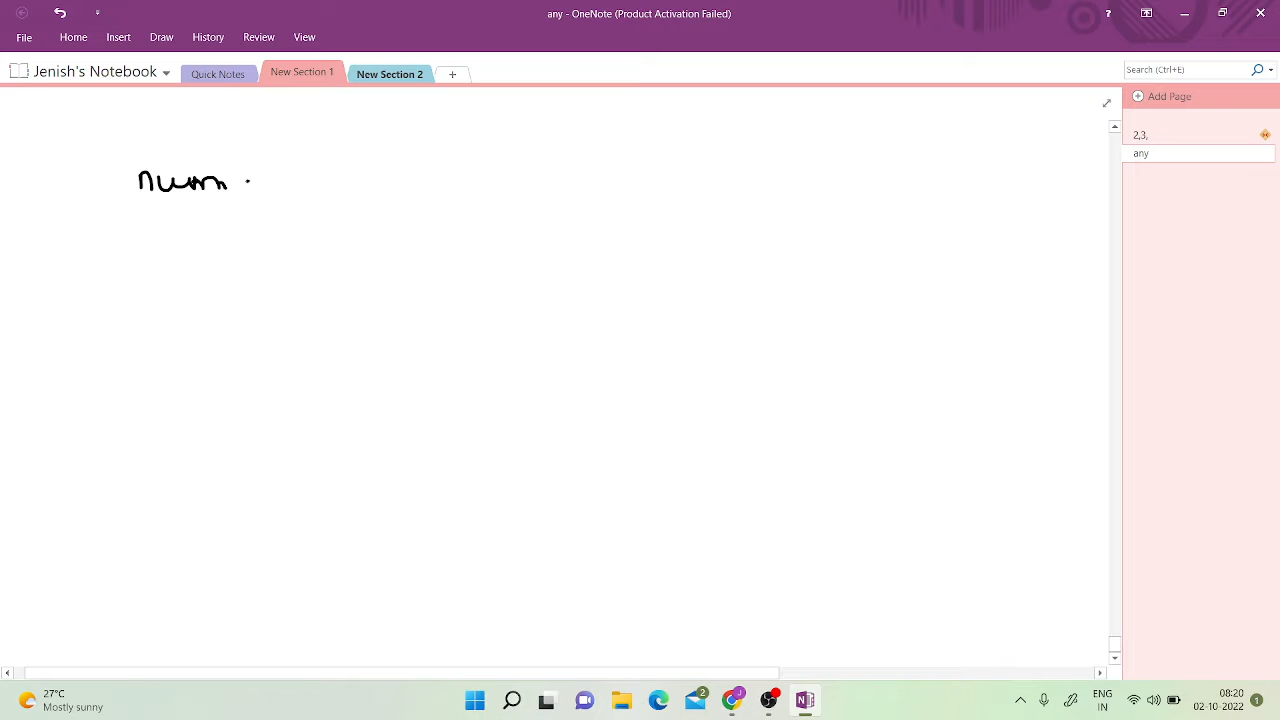 any - OneNote (Product Activation Failed)
?
File Home Insert Draw History Review View
Jenish's Notebook Quick Notes New Section 1 New Section 2 +
Search (Ctrl+E)
Add Page
2,3,
any
num
27°C
Mostly sunny
2
J
ENG
IN
08:20
02-10-2022
1